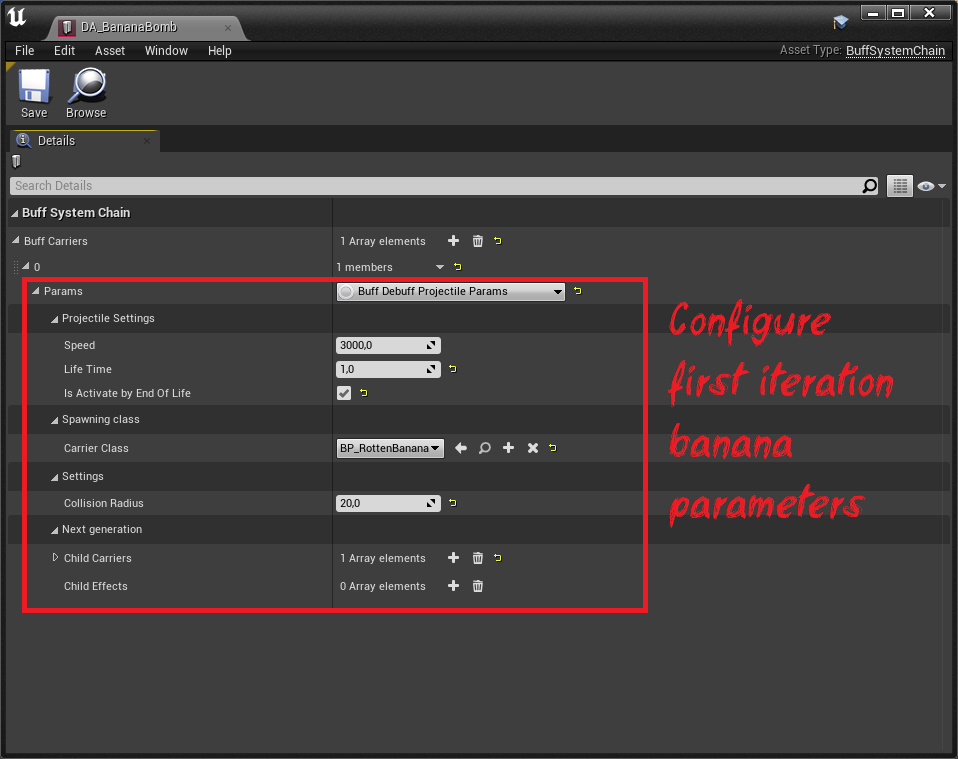 DA_BananaBomb
File Edit Asset Window Help
Asset Type: BuffSystemChain
Save Browse
Details
Search Details
Buff System Chain
Buff Carriers 1 Array elements
0 1 members
Params Buff Debuff Projectile Params
Projectile Settings
Speed 3000,0
Life Time 1,0
Is Activate by End Of Life
Spawning class
Carrier Class BP_RottenBanana
Settings
Collision Radius 20,0
Next generation
Child Carriers 1 Array elements
Child Effects 0 Array elements
Configure
first iteration
banana
parameters